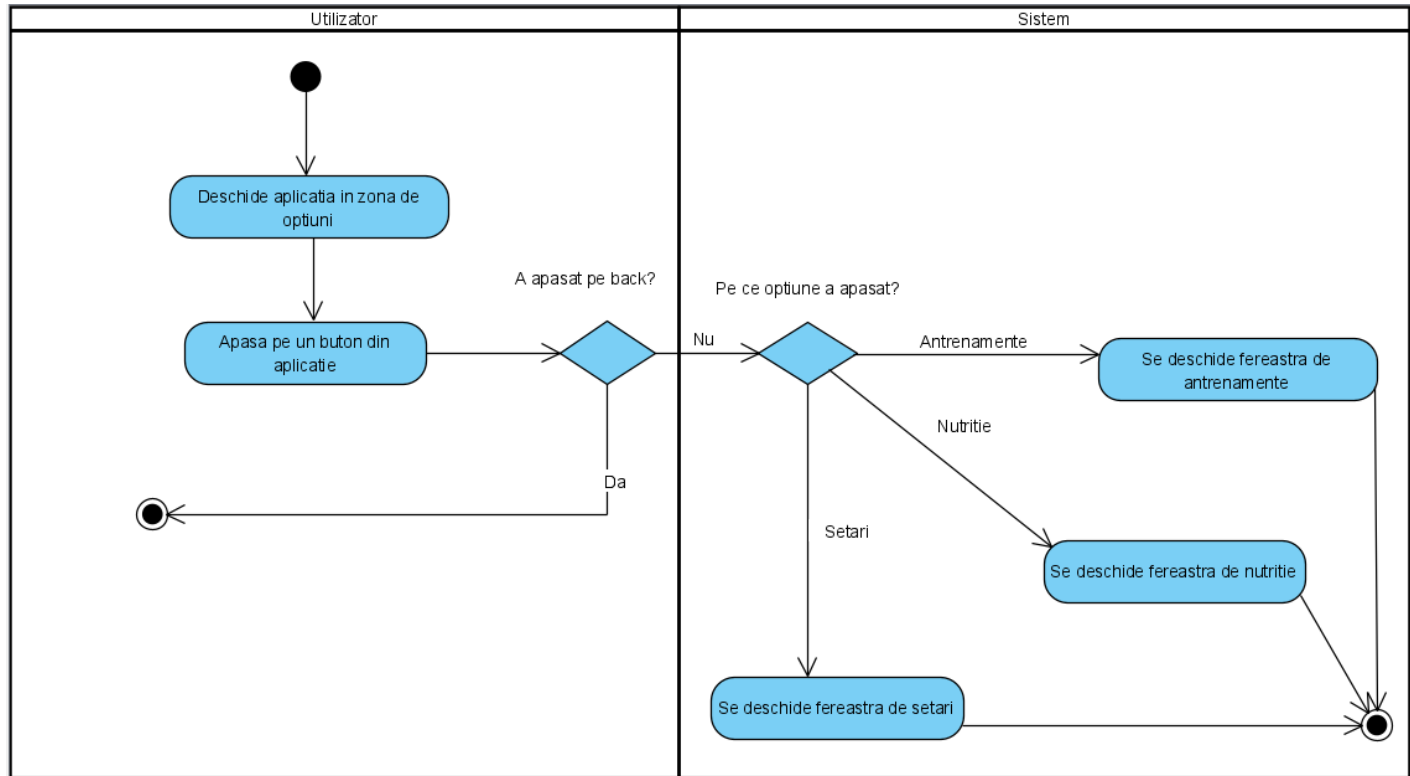 Utilizator
Sistem
Deschide aplicatia in zona de
optiuni
A apasat pe back?
Pe ce optiune a apasat?
Apasa pe un buton din
aplicatie
Nu
Antrenamente
Se deschide fereastra de
antrenamente
Nutritie
Da
Setari
Se deschide fereastra de nutritie
Se deschide fereastra de setari